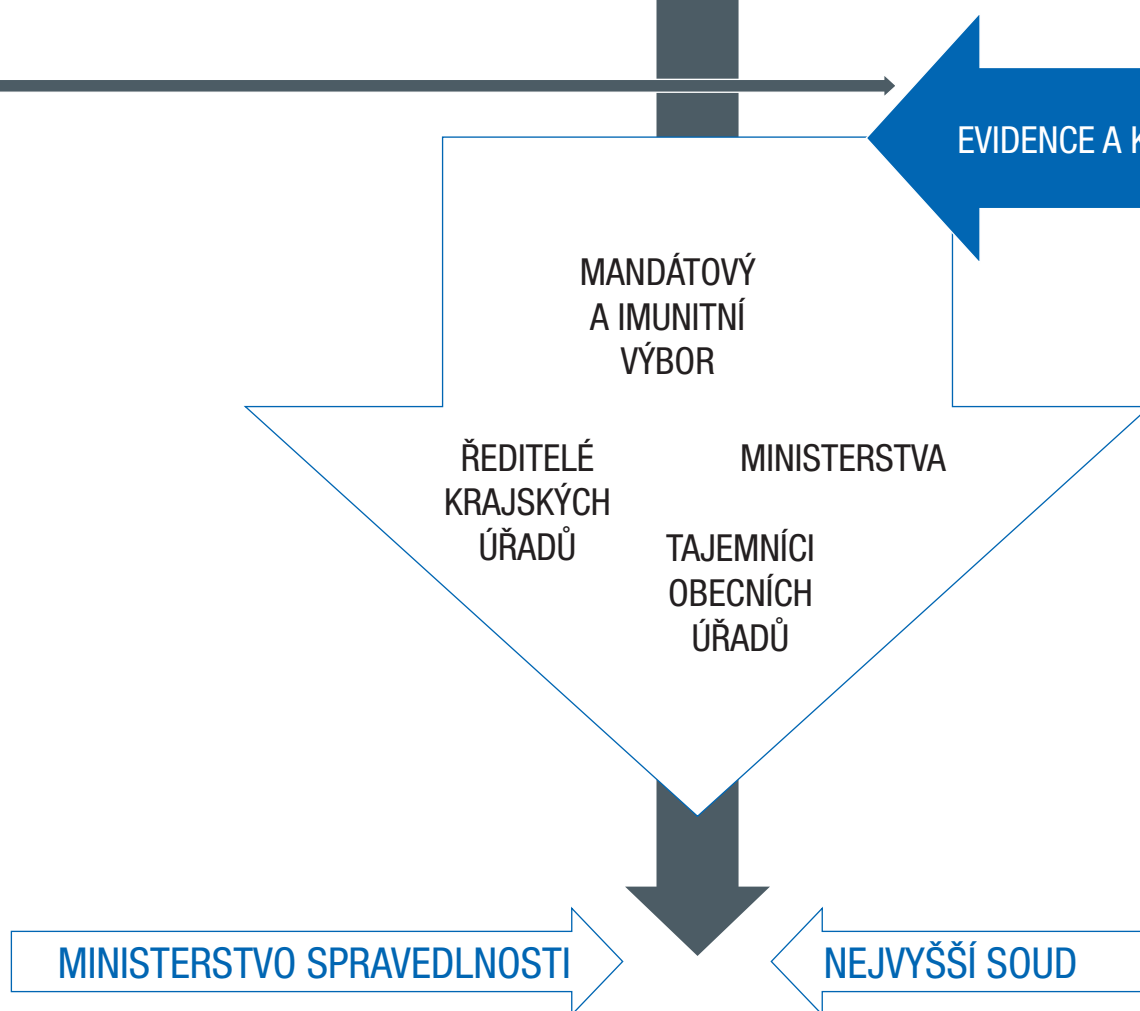 EVIDENCE A
MANDÁTOVÝ
A IMUNITNÍ
VÝBOR
ŘEDITELÉ
KRAJSKÝCH
ÚŘADŮ
MINISTERSTVA
TAJEMNÍCI
OBECNÍCH
ÚŘADŮ
MINISTERSTVO SPRAVEDLNOSTI
NEJVYŠŠÍ SOUD